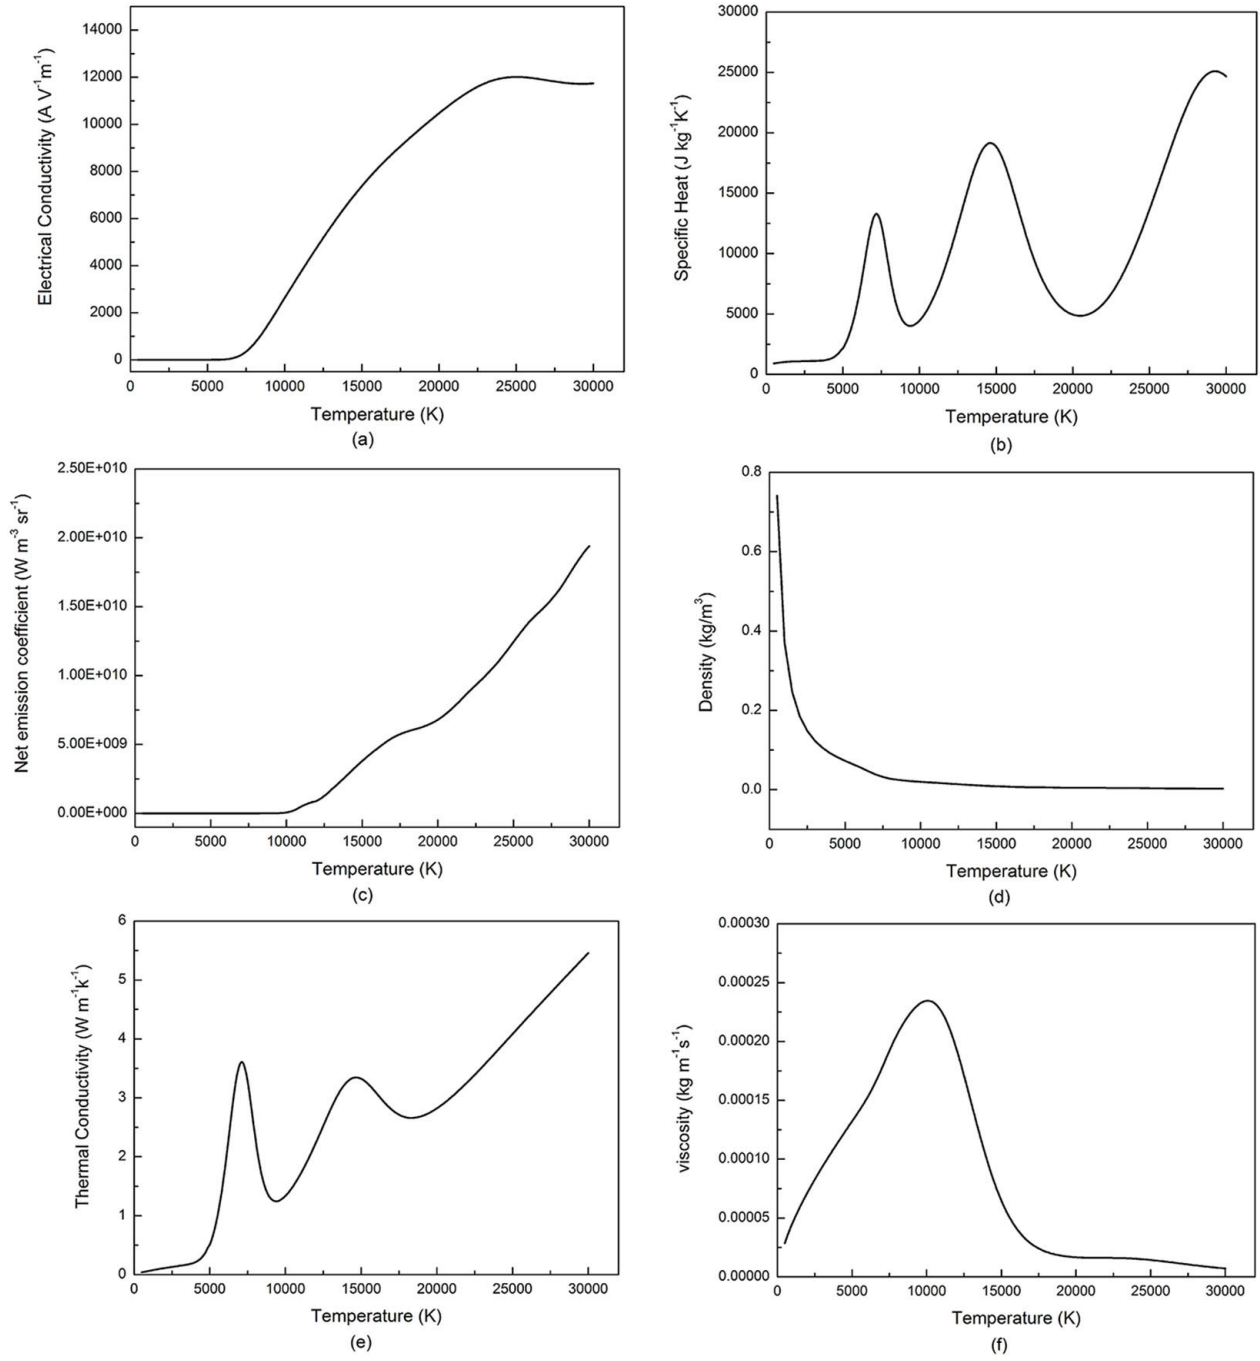 14000
12000
10000
8000
6000
4000
2000
0
Electrical Conductivity (A V⁻¹m⁻¹)
0 5000 10000 15000 20000 25000 30000
Temperature (K)
(a)
30000
25000
20000
15000
10000
5000
0
Specific Heat (J kg⁻¹K⁻¹)
0 5000 10000 15000 20000 25000 30000
Temperature (K)
(b)
2.50E+010
2.00E+010
1.50E+010
1.00E+010
5.00E+009
0.00E+000
Net emission coefficient (W m⁻³ sr⁻¹)
0 5000 10000 15000 20000 25000 30000
Temperature (K)
(c)
0.8
0.6
0.4
0.2
0.0
Density (kg/m³)
0 5000 10000 15000 20000 25000 30000
Temperature (K)
(d)
6
5
4
3
2
1
0
Thermal Conductivity (W m⁻¹k⁻¹)
0 5000 10000 15000 20000 25000 30000
Temperature (K)
(e)
0.00030
0.00025
0.00020
0.00015
0.00010
0.00005
0.00000
viscosity (kg m⁻¹s⁻¹)
0 5000 10000 15000 20000 25000 30000
Temperature (K)
(f)